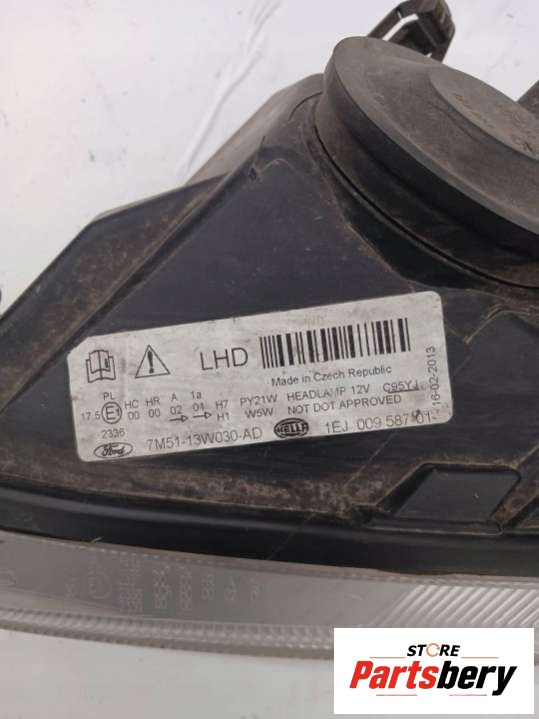 LHD
Made in Czech Republic
PL HC HR A 1a H7 PY21W HEADLAMP 12V C95YJ
17.5 E1 00 00 02 01 H1 W5W NOT DOT APPROVED
2336
Ford 7M51-13W030-AD HELLA 1EJ 009 587-01
16-02-2013
STORE
Partsbery